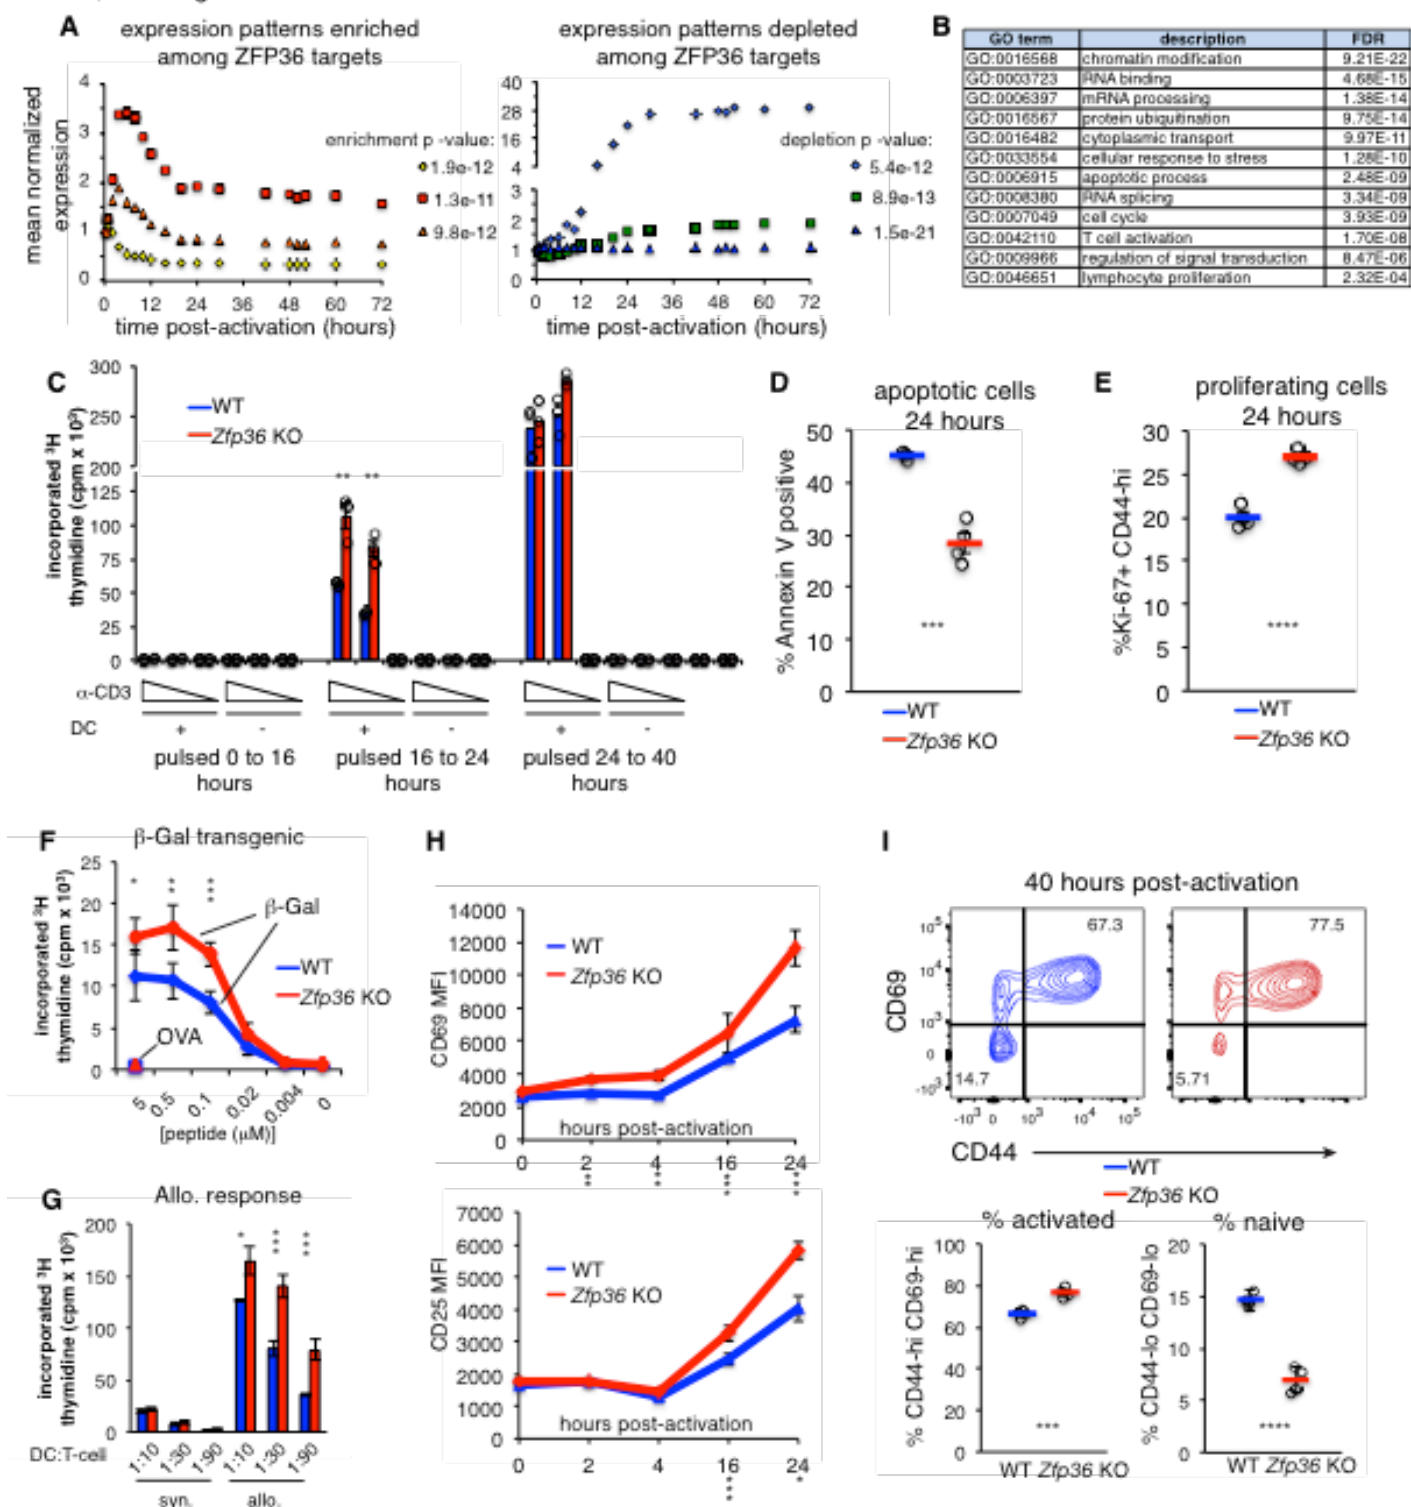 A
expression patterns enriched
among ZFP36 targets
mean normalized
expression
4
3
2
1
0
enrichment p -value:
1.9e-12
1.3e-11
9.8e-12
0 12 24 36 48 60 72
time post-activation (hours)
expression patterns depleted
among ZFP36 targets
40
28
16
4
3
2
1
0
depletion p -value:
5.4e-12
8.9e-13
1.5e-21
0 12 24 36 48 60 72
time post-activation (hours)
B
GO term description FDR
GO:0016568 chromatin modification 9.21E-22
GO:0003723 RNA binding 4.68E-15
GO:0006397 mRNA processing 1.38E-14
GO:0016567 protein ubiquitination 9.75E-14
GO:0016482 cytoplasmic transport 9.97E-11
GO:0033554 cellular response to stress 1.28E-10
GO:0006915 apoptotic process 2.48E-09
GO:0008380 RNA splicing 3.34E-09
GO:0007049 cell cycle 3.93E-09
GO:0042110 T cell activation 1.70E-08
GO:0009966 regulation of signal transduction 8.47E-06
GO:0046651 lymphocyte proliferation 2.32E-04
C
incorporated ³H
thymidine (cpm x 10³)
300
250
200
125
100
75
50
25
0
WT
Zfp36 KO
** **
α-CD3
DC + - + - + -
pulsed 0 to 16
hours
pulsed 16 to 24
hours
pulsed 24 to 40
hours
D
apoptotic cells
24 hours
% Annexin V positive
50
40
30
20
10
0
***
WT
Zfp36 KO
E
proliferating cells
24 hours
%Ki-67+ CD44-hi
30
25
20
15
10
5
0
****
WT
Zfp36 KO
F
β-Gal transgenic
incorporated ³H
thymidine (cpm x 10³)
25
20
15
10
5
0
* ** ***
β-Gal
WT
Zfp36 KO
OVA
5 0.5 0.1 0.02 0.004 0
[peptide (μM)]
G
Allo. response
incorporated ³H
thymidine (cpm x 10³)
200
150
100
50
0
* *** ***
DC:T-cell 1:10 1:30 1:90 1:10 1:30 1:90
syn. allo.
H
CD69 MFI
14000
12000
10000
8000
6000
4000
2000
0
WT
Zfp36 KO
hours post-activation
0 2 4 16 24
CD25 MFI
7000
6000
5000
4000
3000
2000
1000
0
WT
Zfp36 KO
hours post-activation
0 2 4 16 24
**** *
I
40 hours post-activation
CD69
10⁵
10⁴
10³
0
-10³
67.3
14.7
77.5
5.71
-10³ 0 10³ 10⁴ 10⁵
-10³ 0 10³ 10⁴ 10⁵
CD44
WT
Zfp36 KO
% activated
% CD44-hi CD69-hi
100
80
60
40
20
0
***
WT Zfp36 KO
% naive
% CD44-lo CD69-lo
20
15
10
5
0
****
WT Zfp36 KO